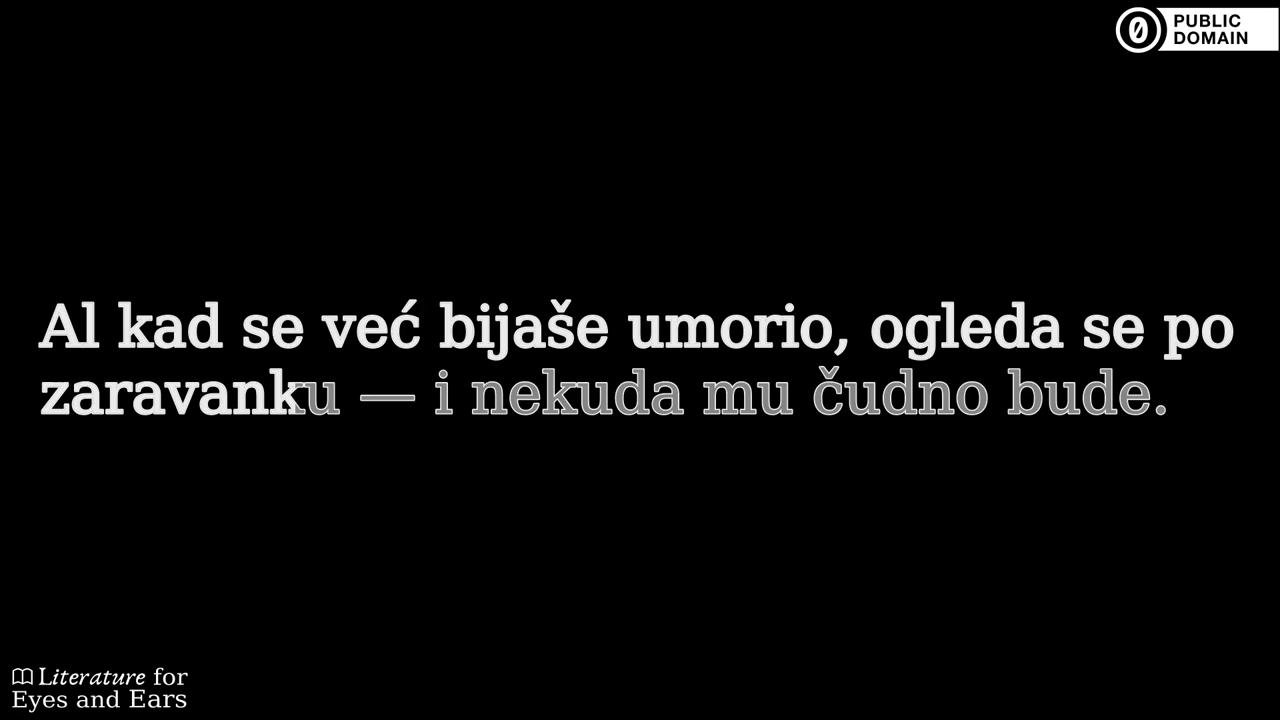 PUBLIC
DOMAIN
Al kad se već bijaše umorio, ogleda se po
zaravanku — i nekuda mu čudno bude.
Literature for
Eyes and Ears